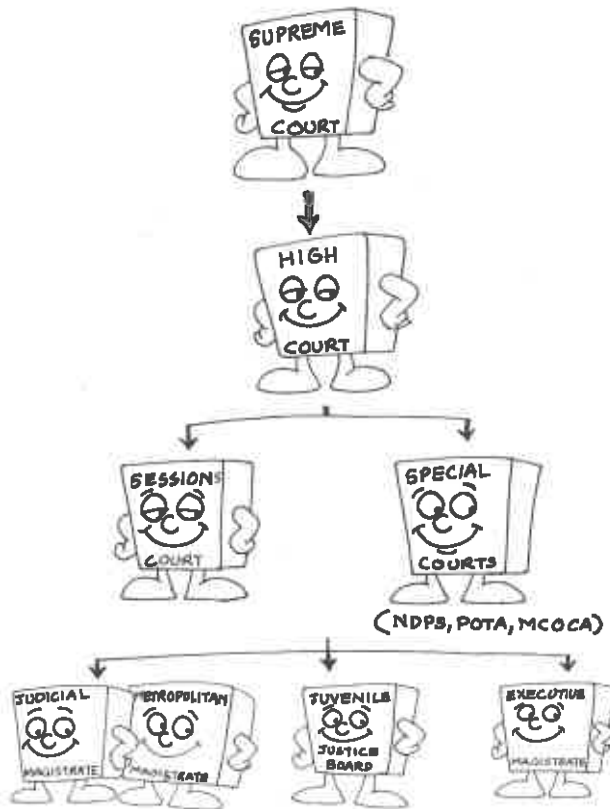 SUPREME
COURT
HIGH
COURT
SESSIONS
COURT
SPECIAL
COURTS
(NDPS, POTA, MCOCA)
JUDICIAL
MAGISTRATE
METROPOLITAN
MAGISTRATE
JUVENILE
JUSTICE
BOARD
EXECUTIVE
MAGISTRATE